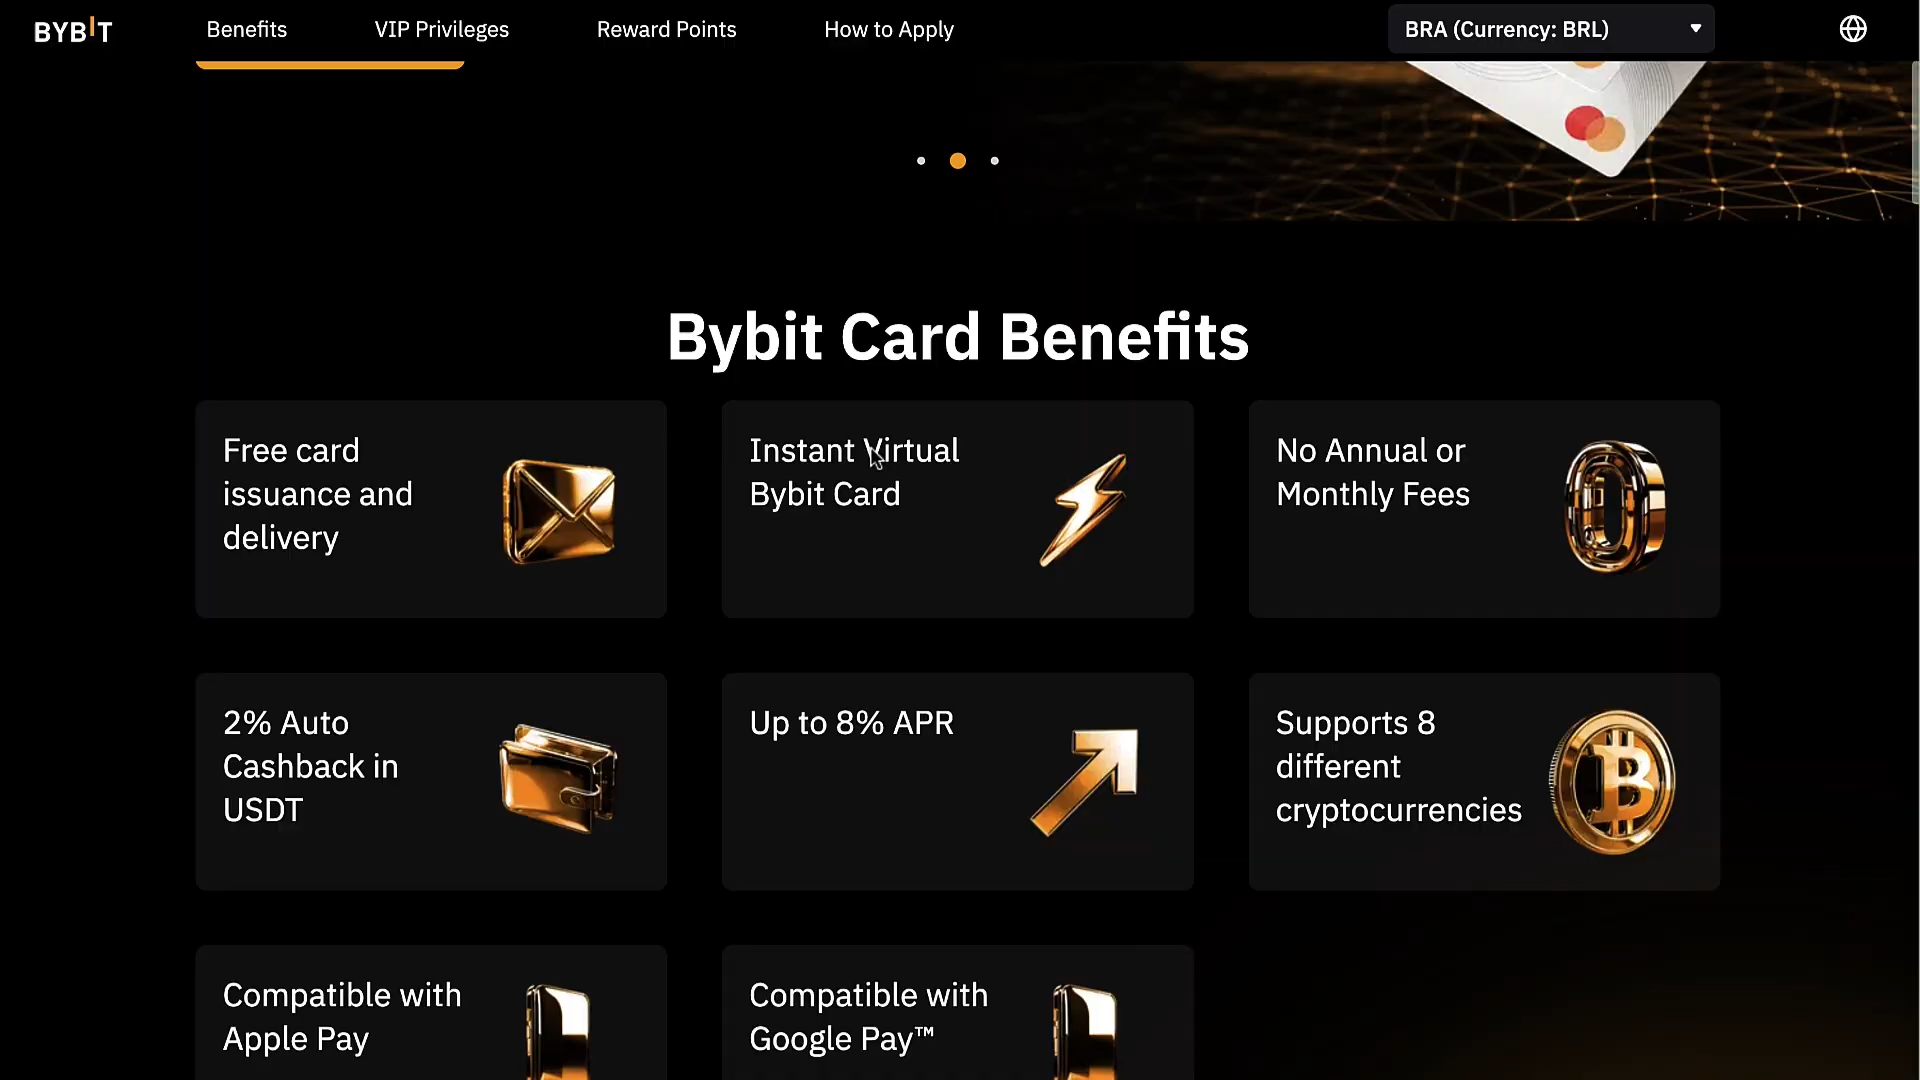 BYBIT
Benefits
VIP Privileges
Reward Points
How to Apply
BRA (Currency: BRL)
Bybit Card Benefits
Free card
issuance and
delivery
Instant Virtual
Bybit Card
No Annual or
Monthly Fees
2% Auto
Cashback in
USDT
Up to 8% APR
Supports 8
different
cryptocurrencies
Compatible with
Apple Pay
Compatible with
Google Pay™